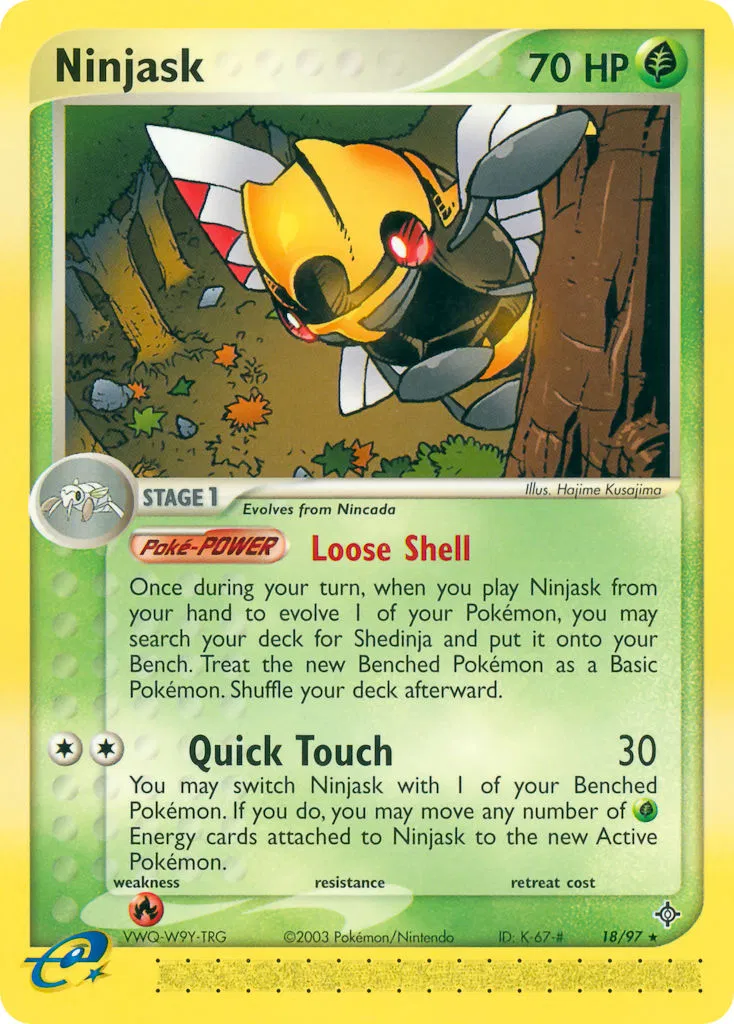 Ninjask 70 HP
Illus. Hajime Kusajima
STAGE 1
Evolves from Nincada
Poké-POWER Loose Shell
Once during your turn, when you play Ninjask from
your hand to evolve 1 of your Pokémon, you may
search your deck for Shedinja and put it onto your
Bench. Treat the new Benched Pokémon as a Basic
Pokémon. Shuffle your deck afterward.
Quick Touch 30
You may switch Ninjask with 1 of your Benched
Pokémon. If you do, you may move any number of
Energy cards attached to Ninjask to the new Active
Pokémon.
weakness resistance retreat cost
VWQ-W9Y-TRG ©2003 Pokémon/Nintendo ID: K-67-# 18/97 ★
e